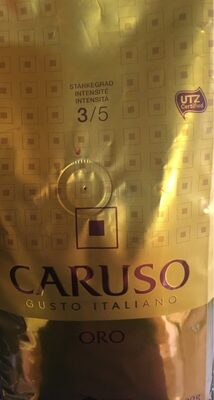 STÄRKEGRAD
INTENSITÉ
INTENSITÀ
3/5
UTZ
Certified
CARUSO
GUSTO ITALIANO
ORO